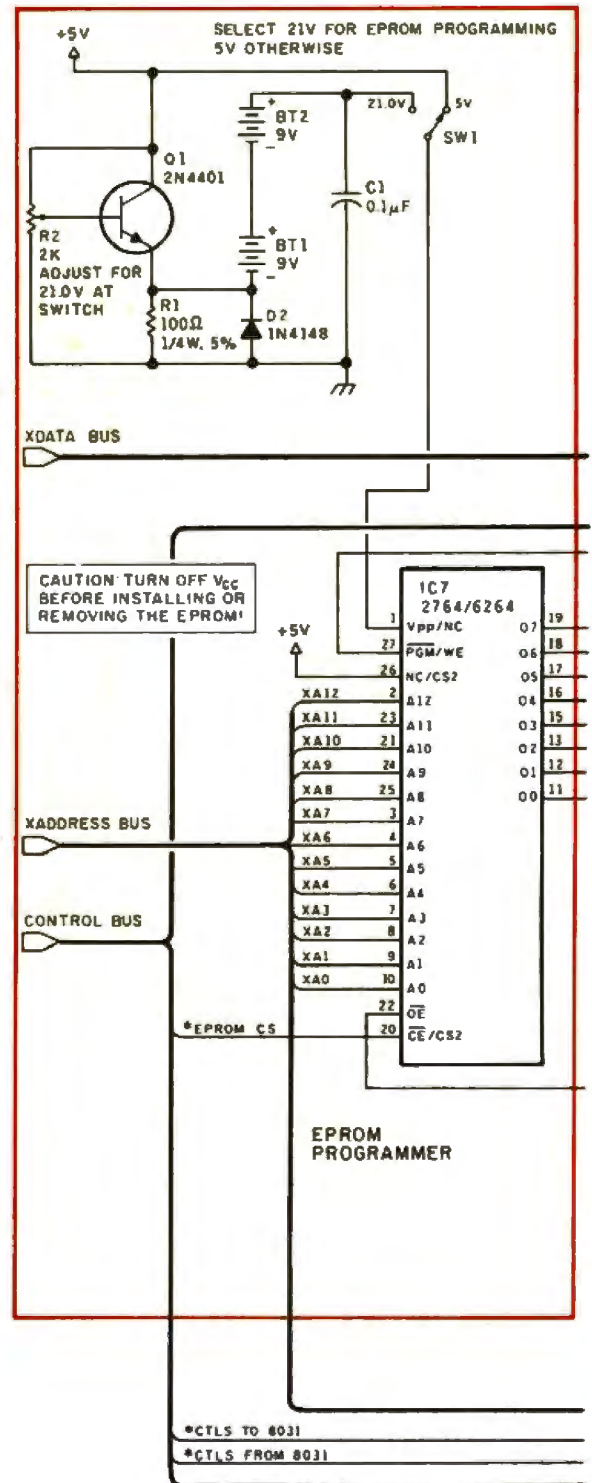 +5V
SELECT 21V FOR EPROM PROGRAMMING
5V OTHERWISE
+
BT2
9V
-
21.0V
5V
SW1
Q1
2N4401
C1
0.1µF
R2
2K
ADJUST FOR
21.0V AT
SWITCH
+
BT1
9V
-
R1
100Ω
1/4W, 5%
D2
1N4148
XDATA BUS
CAUTION: TURN OFF VCC
BEFORE INSTALLING OR
REMOVING THE EPROM!
+5V
IC7
2764/6264
1 Vpp/NC O7 19
27 PGM/WE O6 18
26 NC/CS2 O5 17
XA12 2 A12 O4 16
XA11 23 A11 O3 15
XA10 21 A10 O2 13
XA9 24 A9 O1 12
XA8 25 A8 O0 11
XA7 3 A7
XADDRESS BUS
XA6 4 A6
XA5 5 A5
XA4 6 A4
XA3 7 A3
CONTROL BUS
XA2 8 A2
XA1 9 A1
XA0 10 A0
22 OE
*EPROM CS 20 CE/CS2
EPROM
PROGRAMMER
*CTLS TO 8031
*CTLS FROM 8031